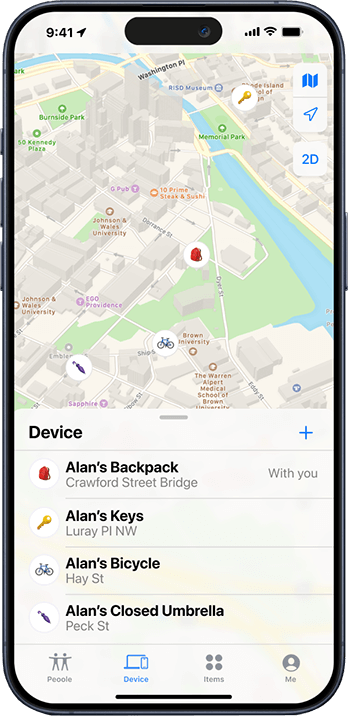 9:41
Washington Pl
RISD Museum
Rhode Island
School of
Burnside Park
50 Kennedy
Plaza
Memorial Park
G Pub
10 Prime
Steak & Sushi
Johnson &
Wales
University
Dorrance St
2D
Dyer St
Johnson &
Wales
University
EGO
Providence
Ship St
Brown
University
Embler
The Warren
Alpert
Medical
School of
Brown
University
Eddy St
Sapphire
Device
Alan's Backpack
Crawford Street Bridge
With you
Alan's Keys
Luray Pl NW
Alan's Bicycle
Hay St
Alan's Closed Umbrella
Peck St
People
Device
Items
Me